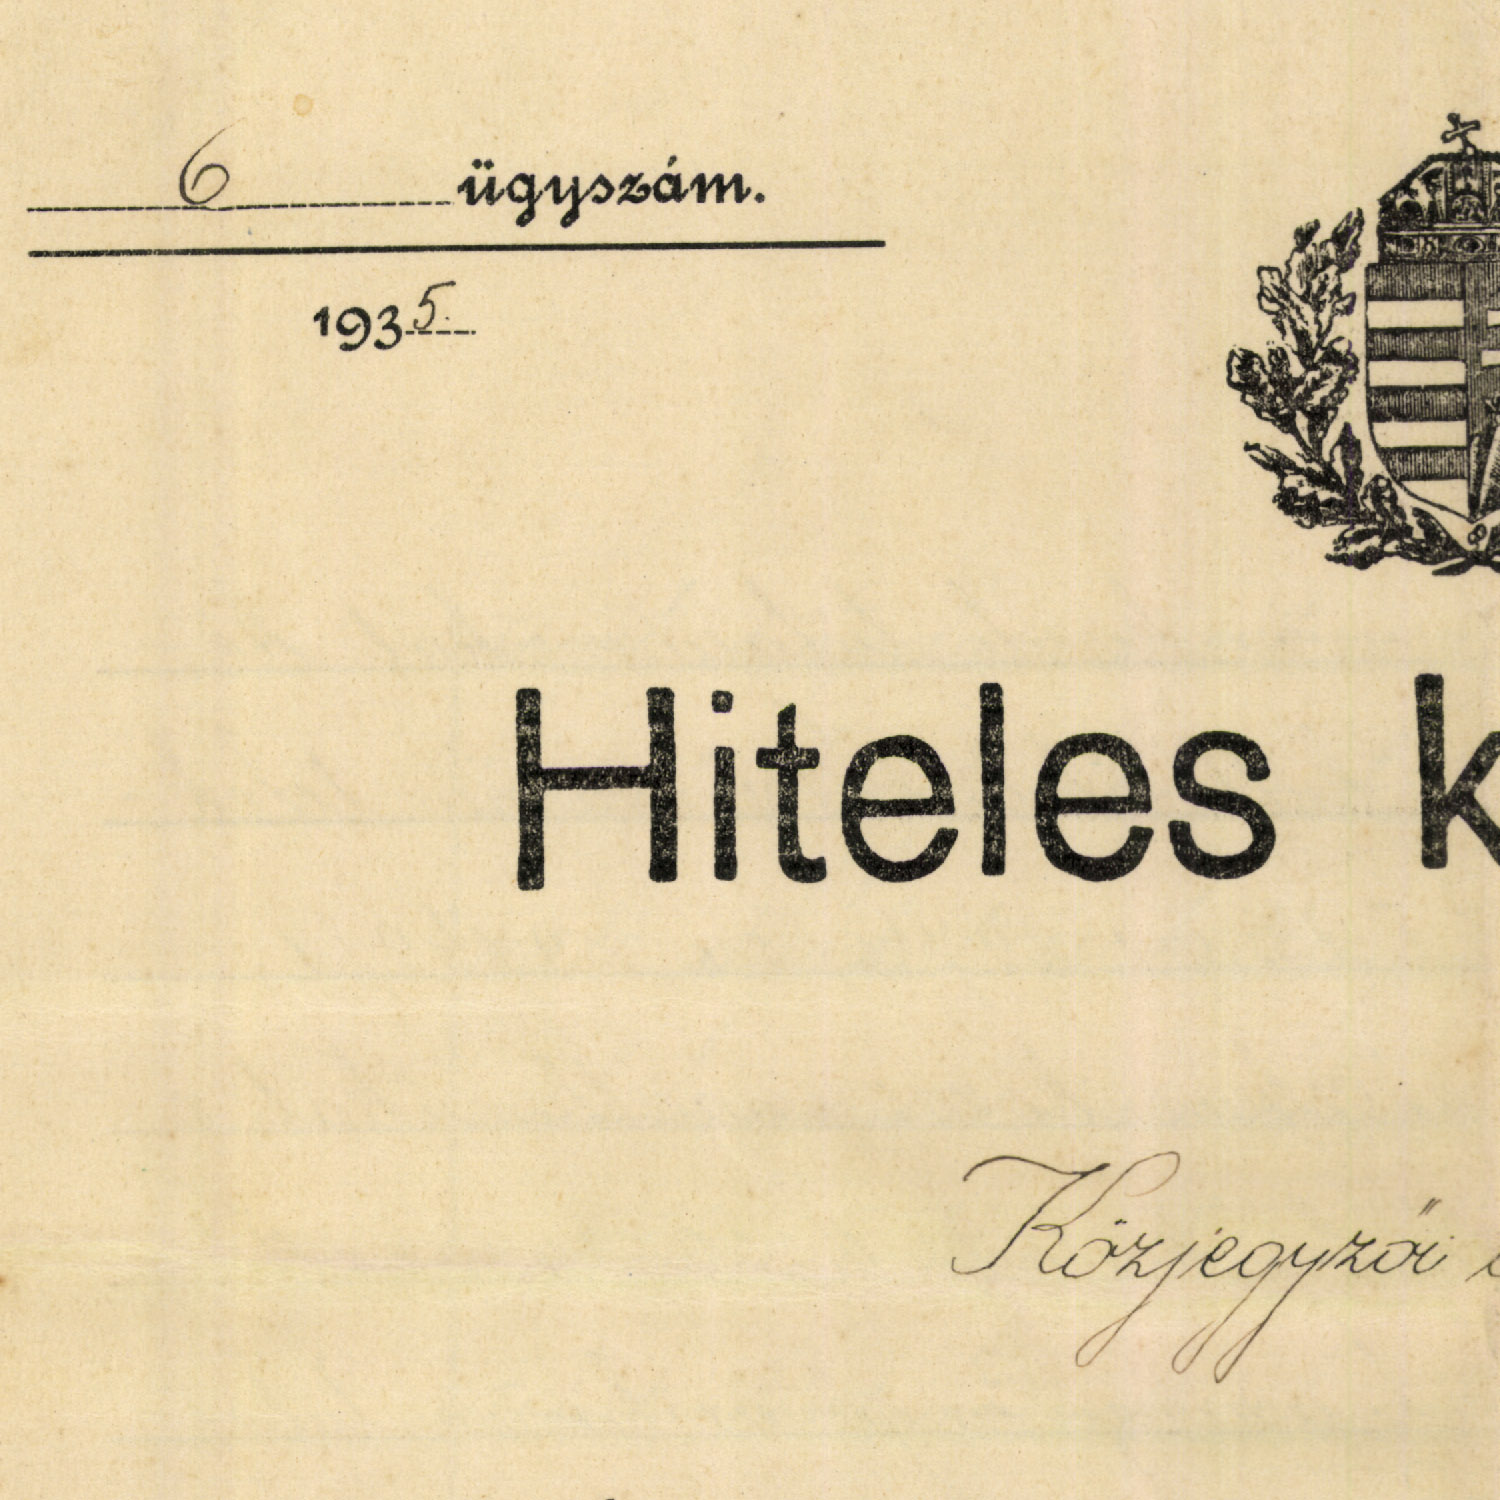 6 ügyszám.
1935.
Hiteles k
Közjegyzői